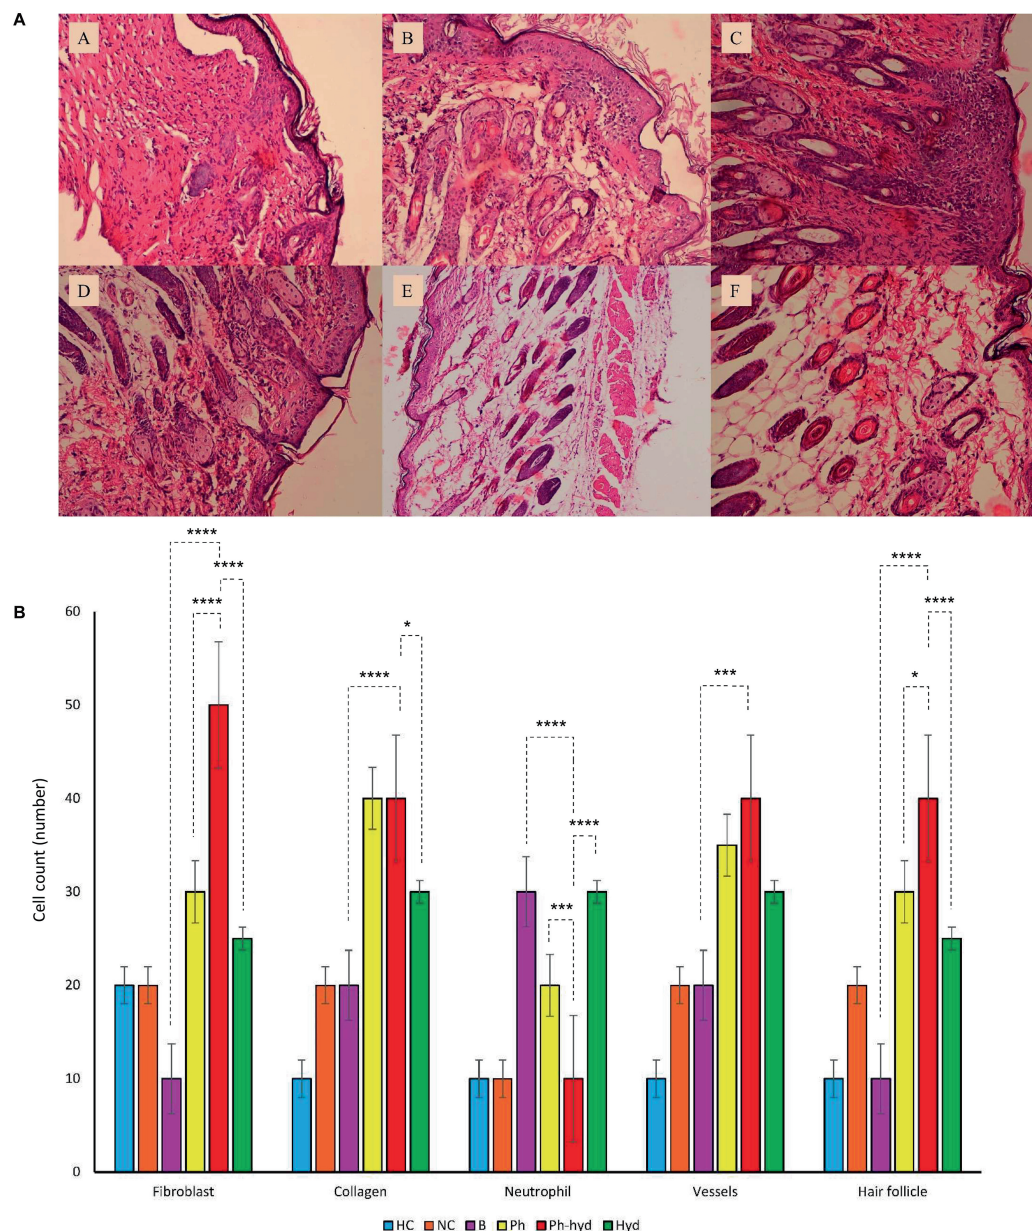 A
A
B
C
D
E
F
B
****
****
****
*
****
****
****
***
***
****
****
*
Cell count (number)
60
50
40
30
20
10
0
Fibroblast Collagen Neutrophil Vessels Hair follicle
HC NC B Ph Ph-hyd Hyd